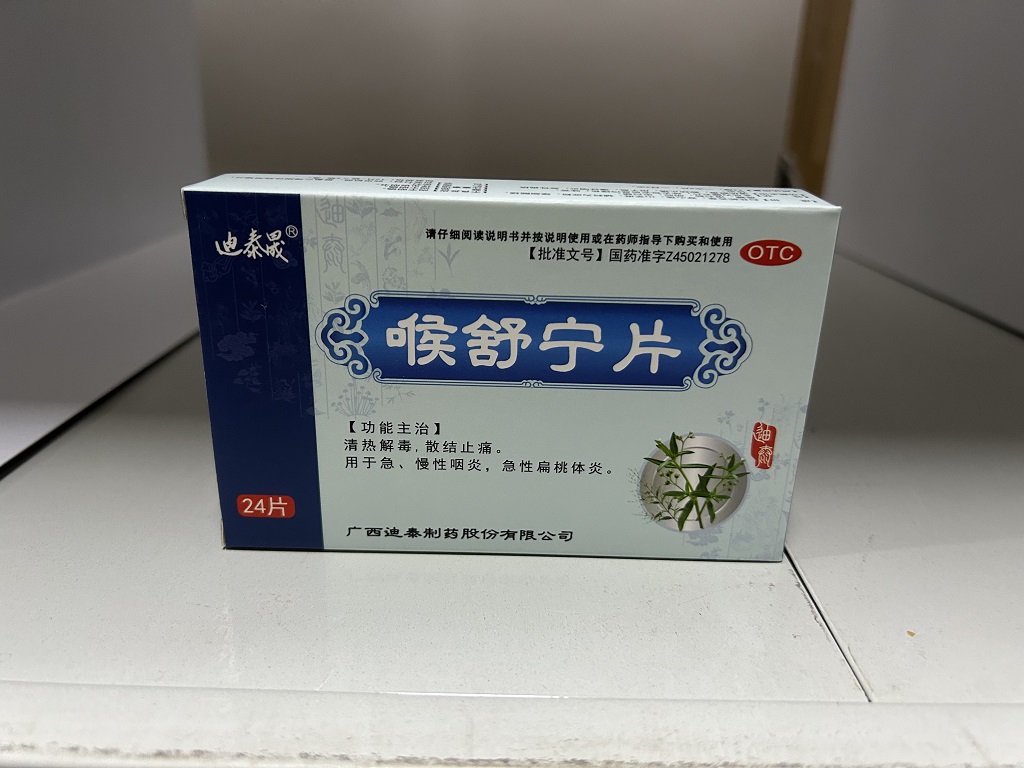 迪泰晟®
请仔细阅读说明书并按说明使用或在药师指导下购买和使用
【批准文号】国药准字Z45021278
OTC
喉舒宁片
【功能主治】
清热解毒,散结止痛。
用于急、慢性咽炎，急性扁桃体炎。
24片
广西迪泰制药股份有限公司